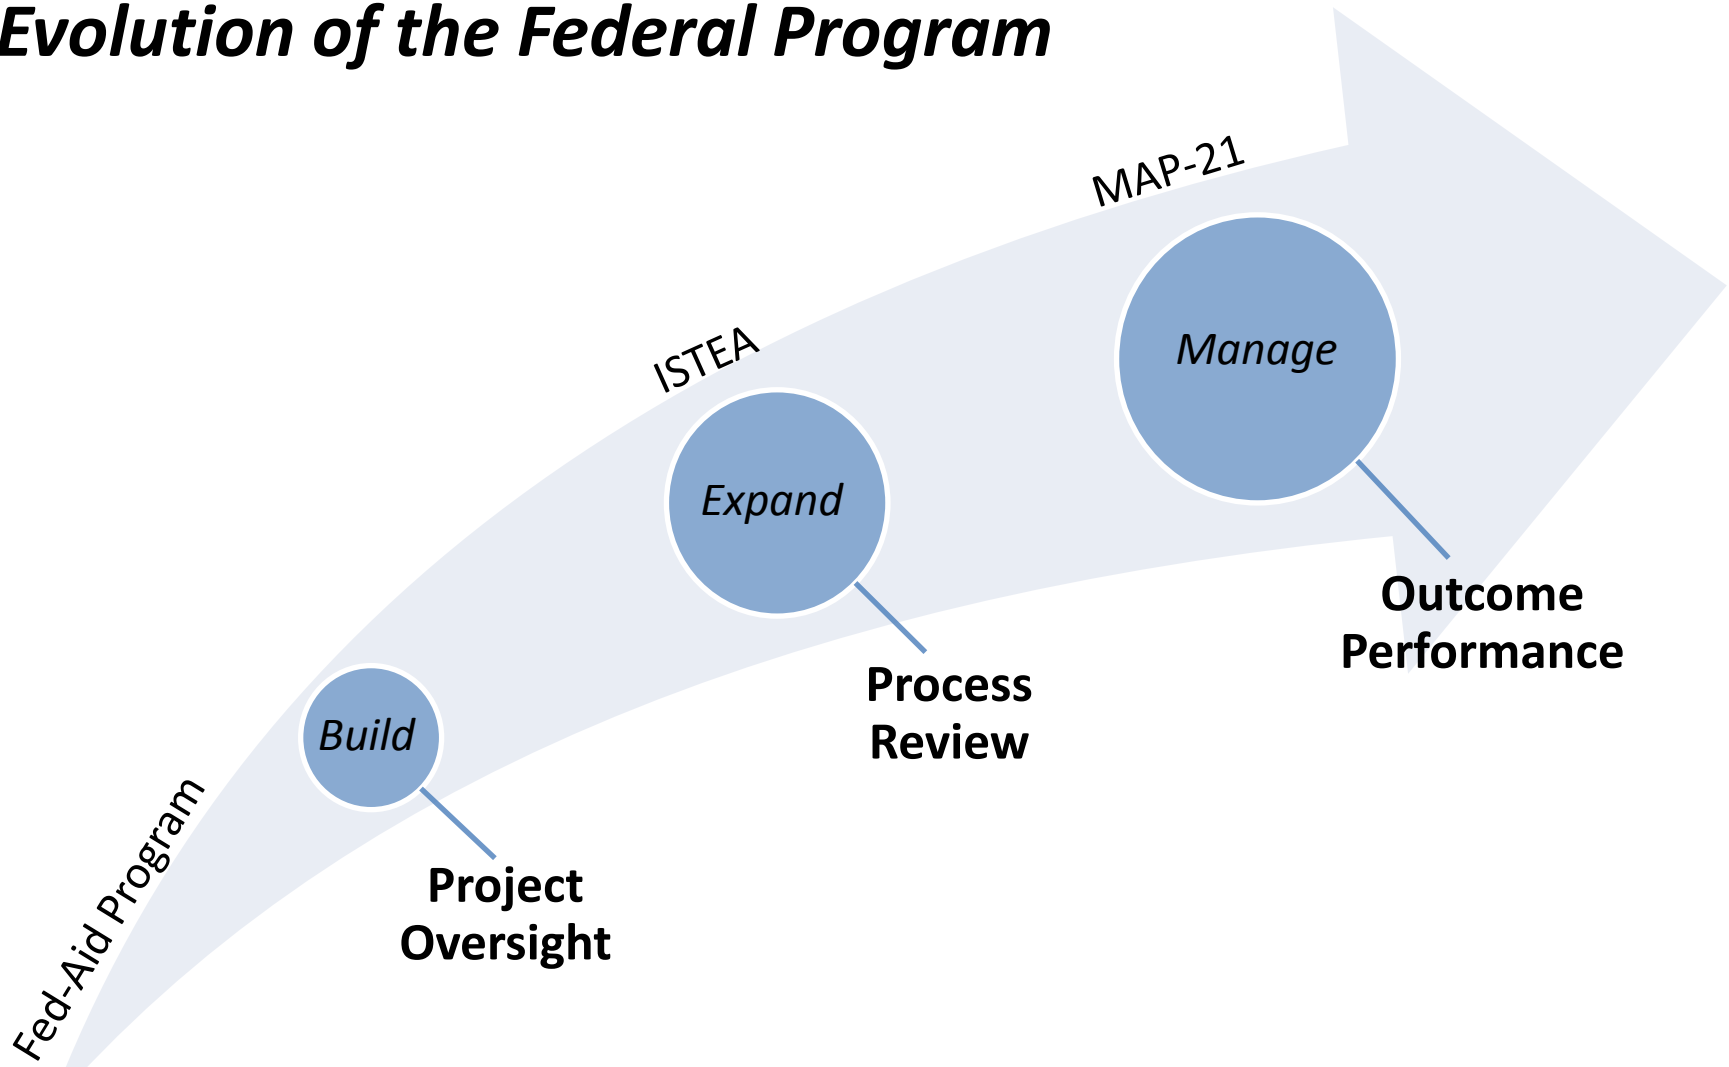 Evolution of the Federal Program
MAP-21
Manage
ISTEA
Expand
Outcome
Performance
Process
Review
Build
Fed-Aid Program
Project
Oversight